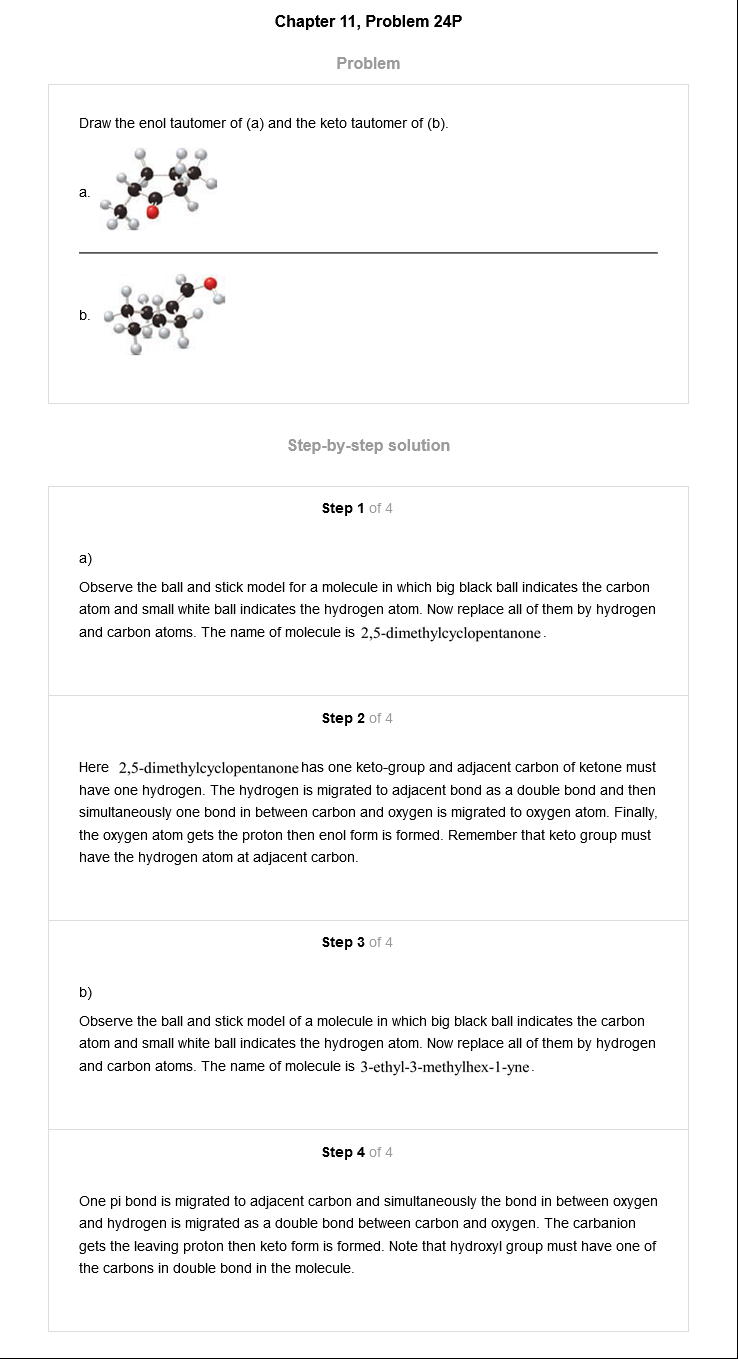 Chapter 11, Problem 24P
Problem
Draw the enol tautomer of (a) and the keto tautomer of (b).
a.
b.
Step-by-step solution
Step 1 of 4
a)
Observe the ball and stick model for a molecule in which big black ball indicates the carbon
atom and small white ball indicates the hydrogen atom. Now replace all of them by hydrogen
and carbon atoms. The name of molecule is 2,5-dimethylcyclopentanone.
Step 2 of 4
Here 2,5-dimethylcyclopentanone has one keto-group and adjacent carbon of ketone must
have one hydrogen. The hydrogen is migrated to adjacent bond as a double bond and then
simultaneously one bond in between carbon and oxygen is migrated to oxygen atom. Finally,
the oxygen atom gets the proton then enol form is formed. Remember that keto group must
have the hydrogen atom at adjacent carbon.
Step 3 of 4
b)
Observe the ball and stick model of a molecule in which big black ball indicates the carbon
atom and small white ball indicates the hydrogen atom. Now replace all of them by hydrogen
and carbon atoms. The name of molecule is 3-ethyl-3-methylhex-1-yne.
Step 4 of 4
One pi bond is migrated to adjacent carbon and simultaneously the bond in between oxygen
and hydrogen is migrated as a double bond between carbon and oxygen. The carbanion
gets the leaving proton then keto form is formed. Note that hydroxyl group must have one of
the carbons in double bond in the molecule.